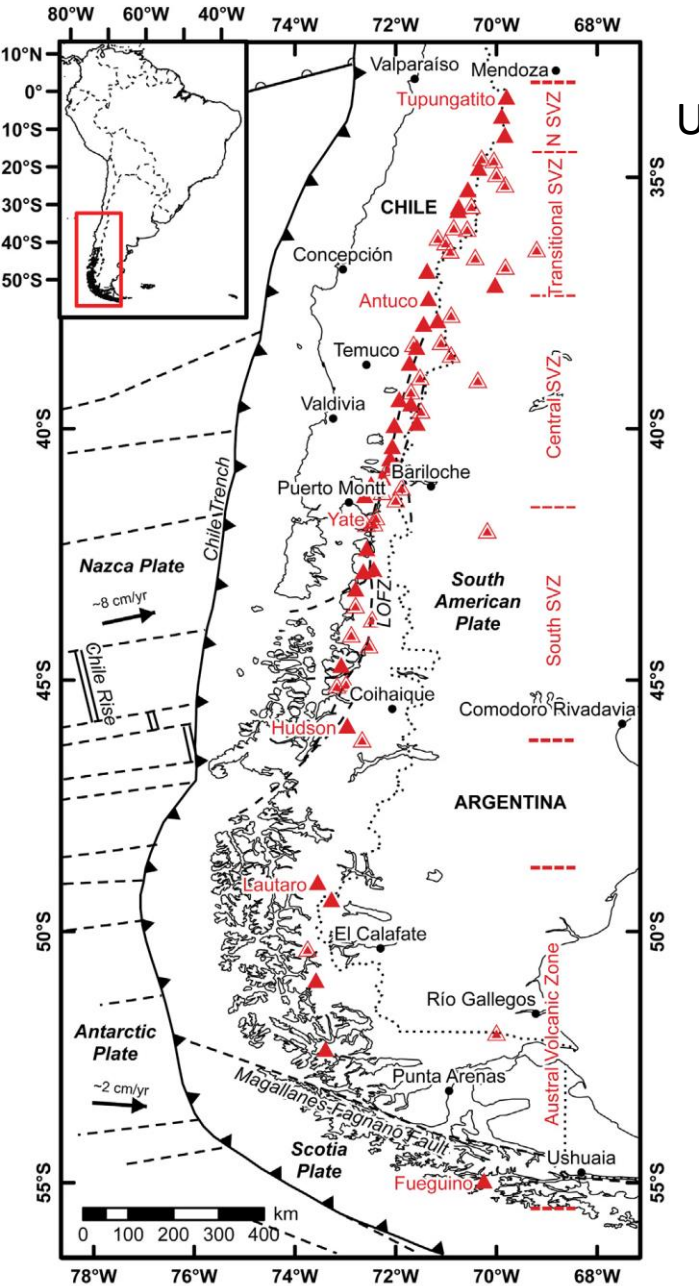 80°W 60°W 40°W
74°W 72°W 70°W 68°W
10°N
0°
10°S
20°S
30°S
40°S
50°S
U
Valparaíso
Mendoza
Tupungatito
N SVZ
35°S
35°S
CHILE
Transitional SVZ
Concepción
Antuco
Temuco
Central SVZ
Valdivia
40°S
40°S
Bariloche
Puerto Montt
Yate
Chile Trench
Nazca Plate
~8 cm/yr
LOFZ
South
American
Plate
South SVZ
Chile Rise
45°S
45°S
Coihaique
Comodoro Rivadavia
Hudson
ARGENTINA
Lautaro
50°S
50°S
El Calafate
Austral Volcanic Zone
Río Gallegos
Antarctic
Plate
~2 cm/yr
Punta Arenas
Magallanes-Fagnano Fault
Scotia
Plate
Ushuaia
Fueguino
55°S
55°S
km
0 100 200 300 400
78°W 76°W 74°W 72°W 70°W 68°W